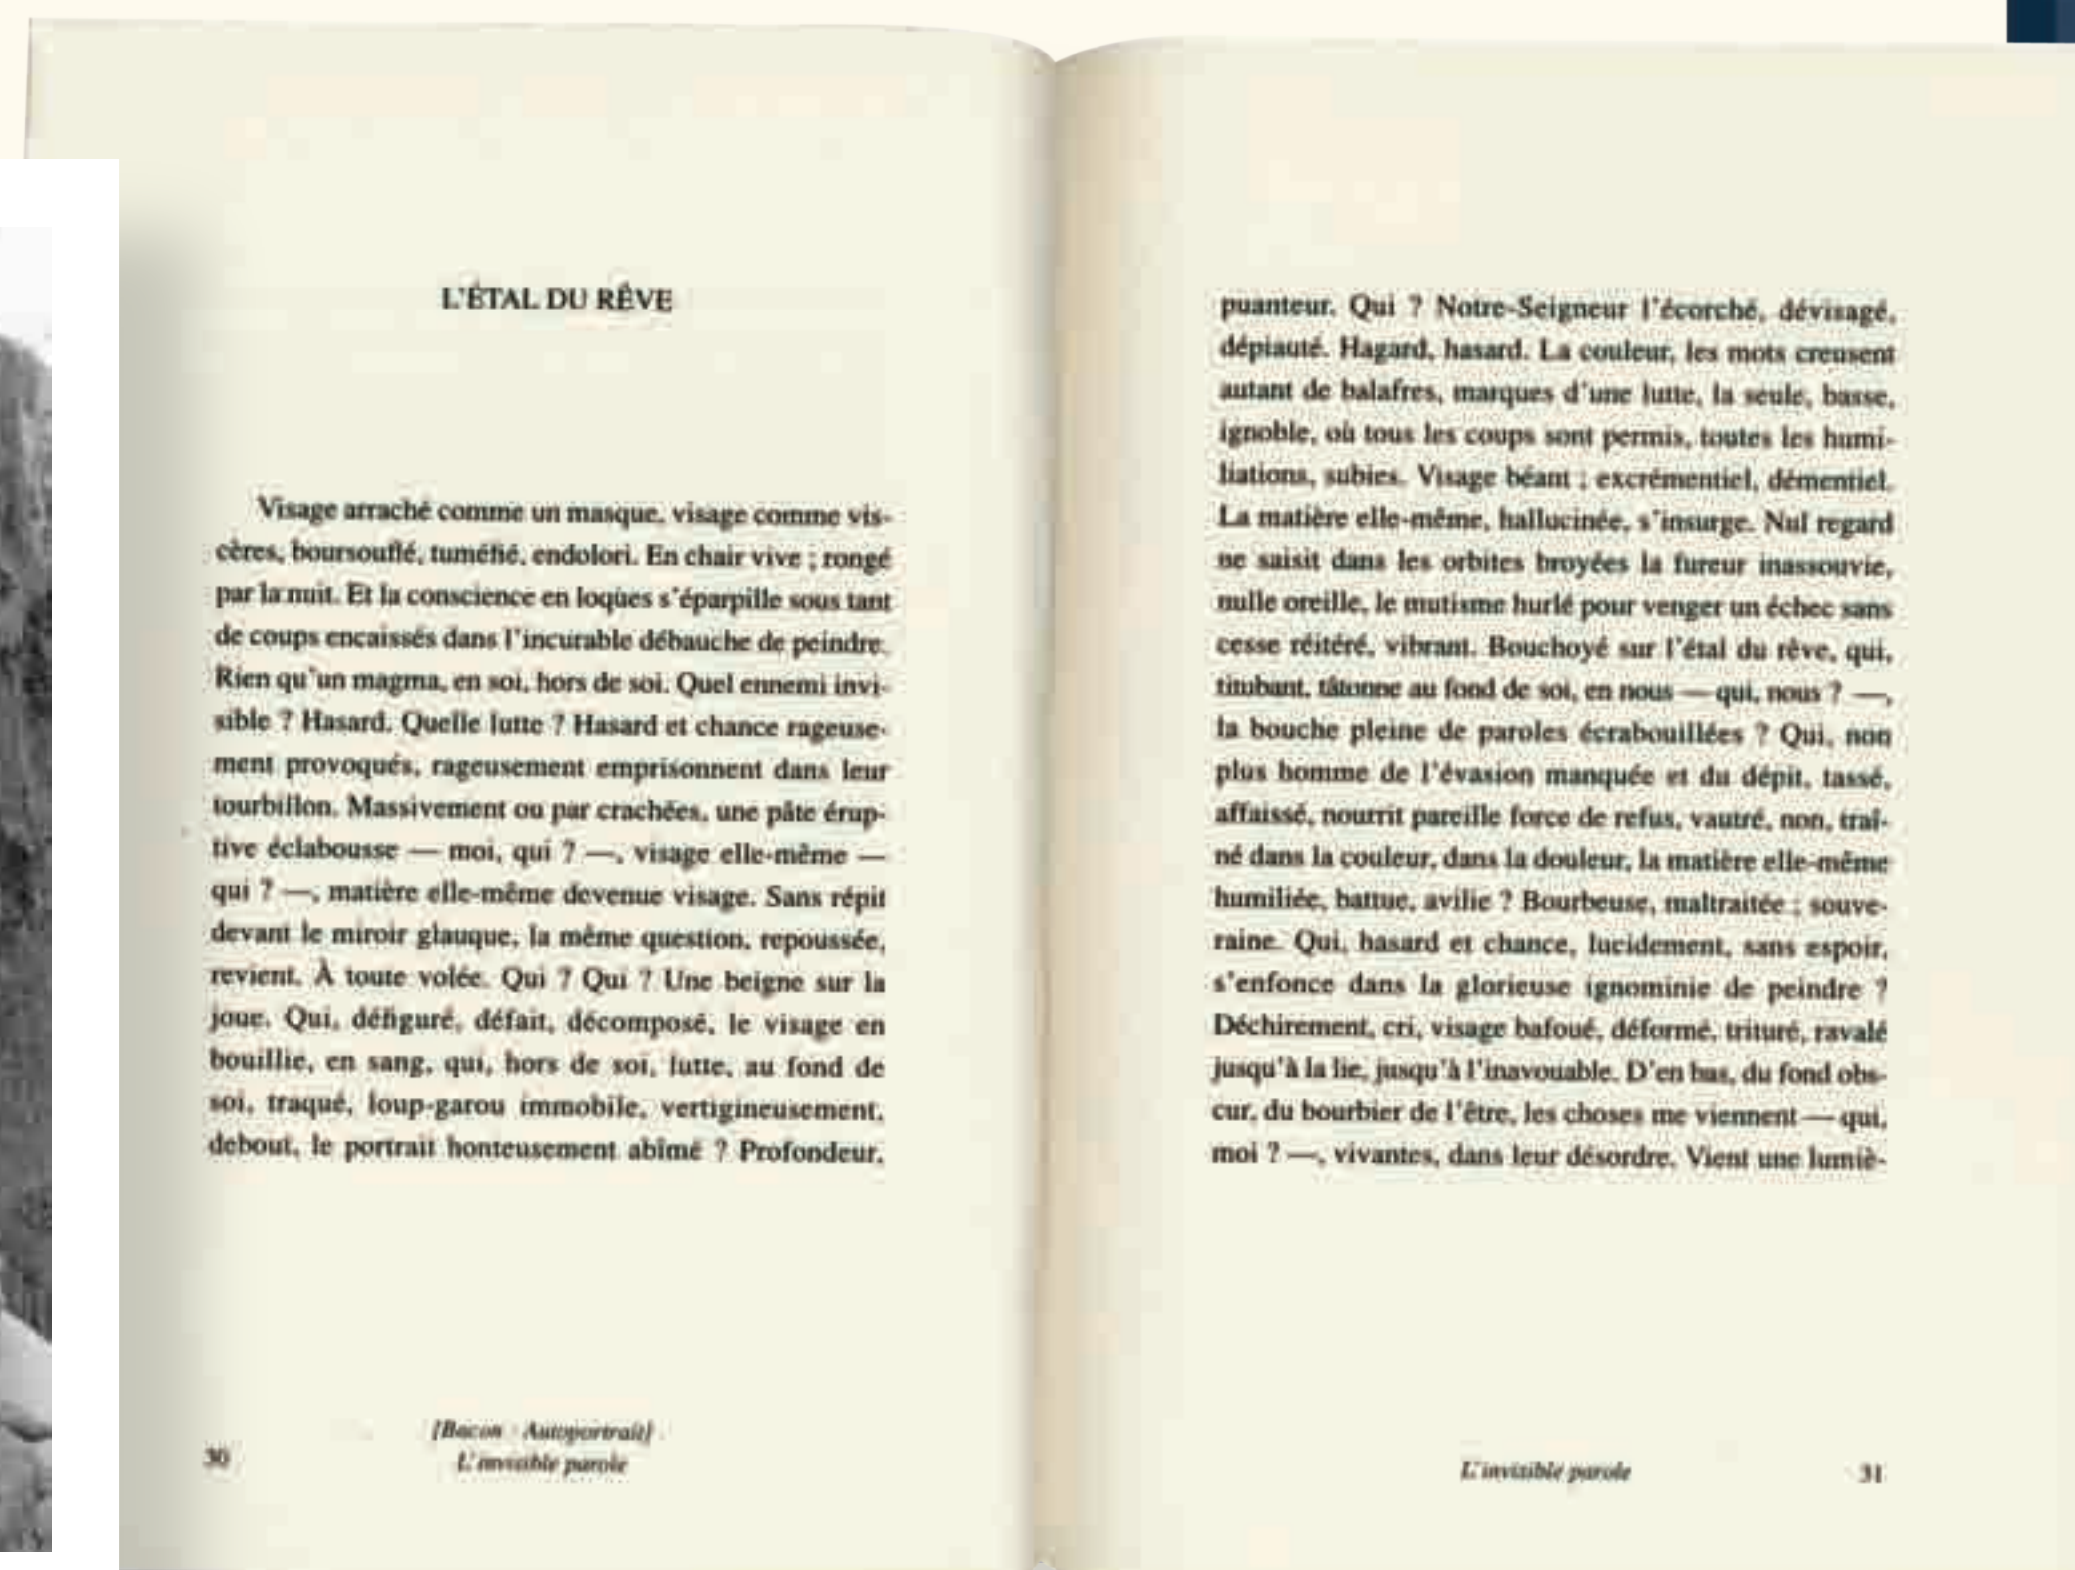 L'ÉTAL DU RÊVE
Visage arraché comme un masque, visage comme vis-
cères, boursouflé, tuméfié, endolori. En chair vive ; rongé
par la nuit. Et la conscience en loques s'éparpille sous tant
de coups encaissés dans l'incurable débauche de peindre.
Rien qu'un magma, en soi, hors de soi. Quel ennemi invi-
sible ? Hasard. Quelle lutte ? Hasard et chance rageuse-
ment provoqués, rageusement emprisonnent dans leur
tourbillon. Massivement ou par crachées, une pâte érup-
tive éclabousse — moi, qui ? —, visage elle-même —
qui ? —, matière elle-même devenue visage. Sans répit
devant le miroir glauque, la même question, repoussée,
revient. À toute volée. Qui ? Qui ? Une beigne sur la
joue. Qui, défiguré, défait, décomposé, le visage en
bouillie, en sang, qui, hors de soi, lutte, au fond de
soi, traqué, loup-garou immobile, vertigineusement,
debout, le portrait honteusement abîmé ? Profondeur,
[Bacon : Autoportrait]
30 L'invisible parole
puanteur. Qui ? Notre-Seigneur l'écorché, dévisagé,
dépiauté. Hagard, hasard. La couleur, les mots creusent
autant de balafres, marques d'une lutte, la seule, basse,
ignoble, où tous les coups sont permis, toutes les humi-
liations, subies. Visage béant ; excrémentiel, démentiel.
La matière elle-même, hallucinée, s'insurge. Nul regard
ne saisit dans les orbites broyées la fureur inassouvie,
nulle oreille, le mutisme hurlé pour venger un échec sans
cesse réitéré, vibrant. Bouchoyé sur l'étal du rêve, qui,
titubant, tâtonne au fond de soi, en nous — qui, nous ? —,
la bouche pleine de paroles écrabouillées ? Qui, non
plus homme de l'évasion manquée et du dépit, tassé,
affaissé, nourrit pareille force de refus, vautré, non, traî-
né dans la couleur, dans la douleur, la matière elle-même
humiliée, battue, avilie ? Bourbeuse, maltraitée ; souve-
raine. Qui, hasard et chance, lucidement, sans espoir,
s'enfonce dans la glorieuse ignominie de peindre ?
Déchirement, cri, visage bafoué, déformé, trituré, ravalé
jusqu'à la lie, jusqu'à l'inavouable. D'en bas, du fond obs-
cur, du bourbier de l'être, les choses me viennent — qui,
moi ? —, vivantes, dans leur désordre. Vient une lumiè-
L'invisible parole 31